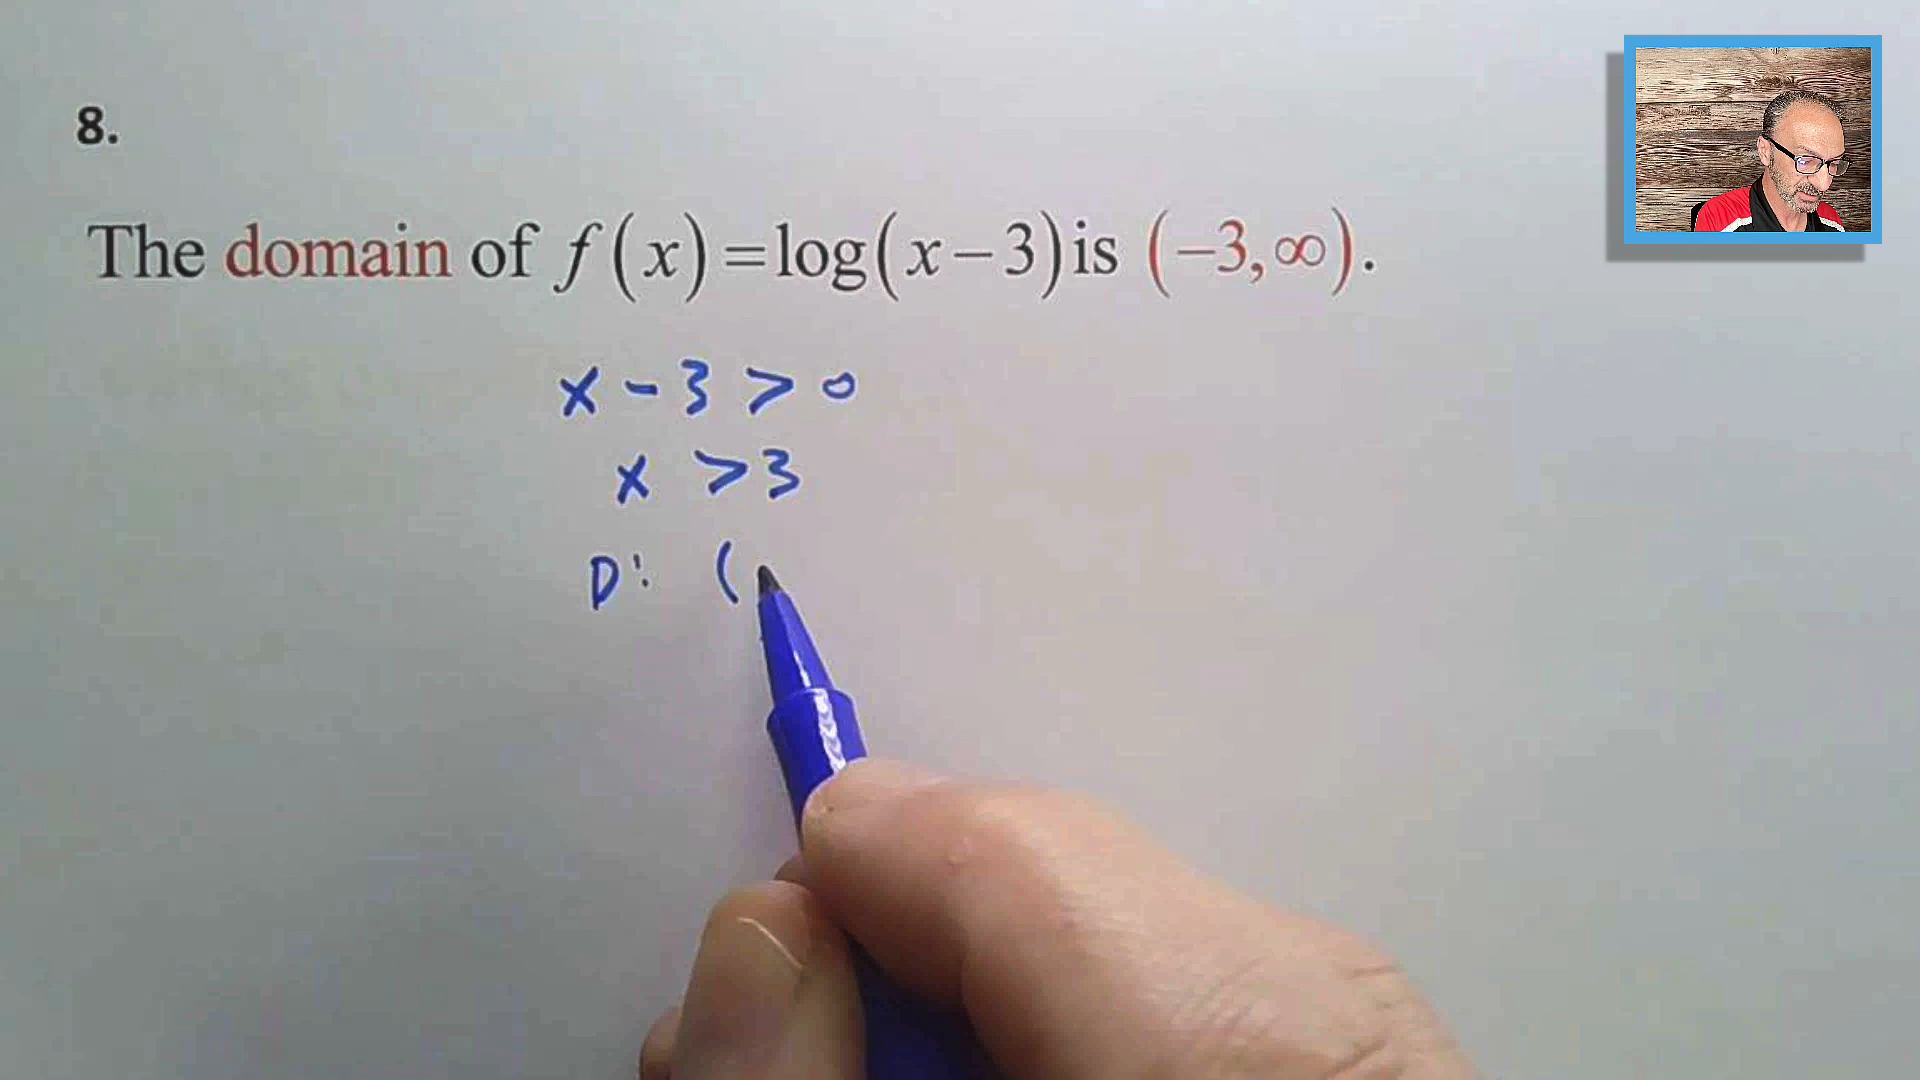 8.
The domain of f(x)=log(x-3) is (-3,∞).
x - 3 > 0
x > 3
D: (